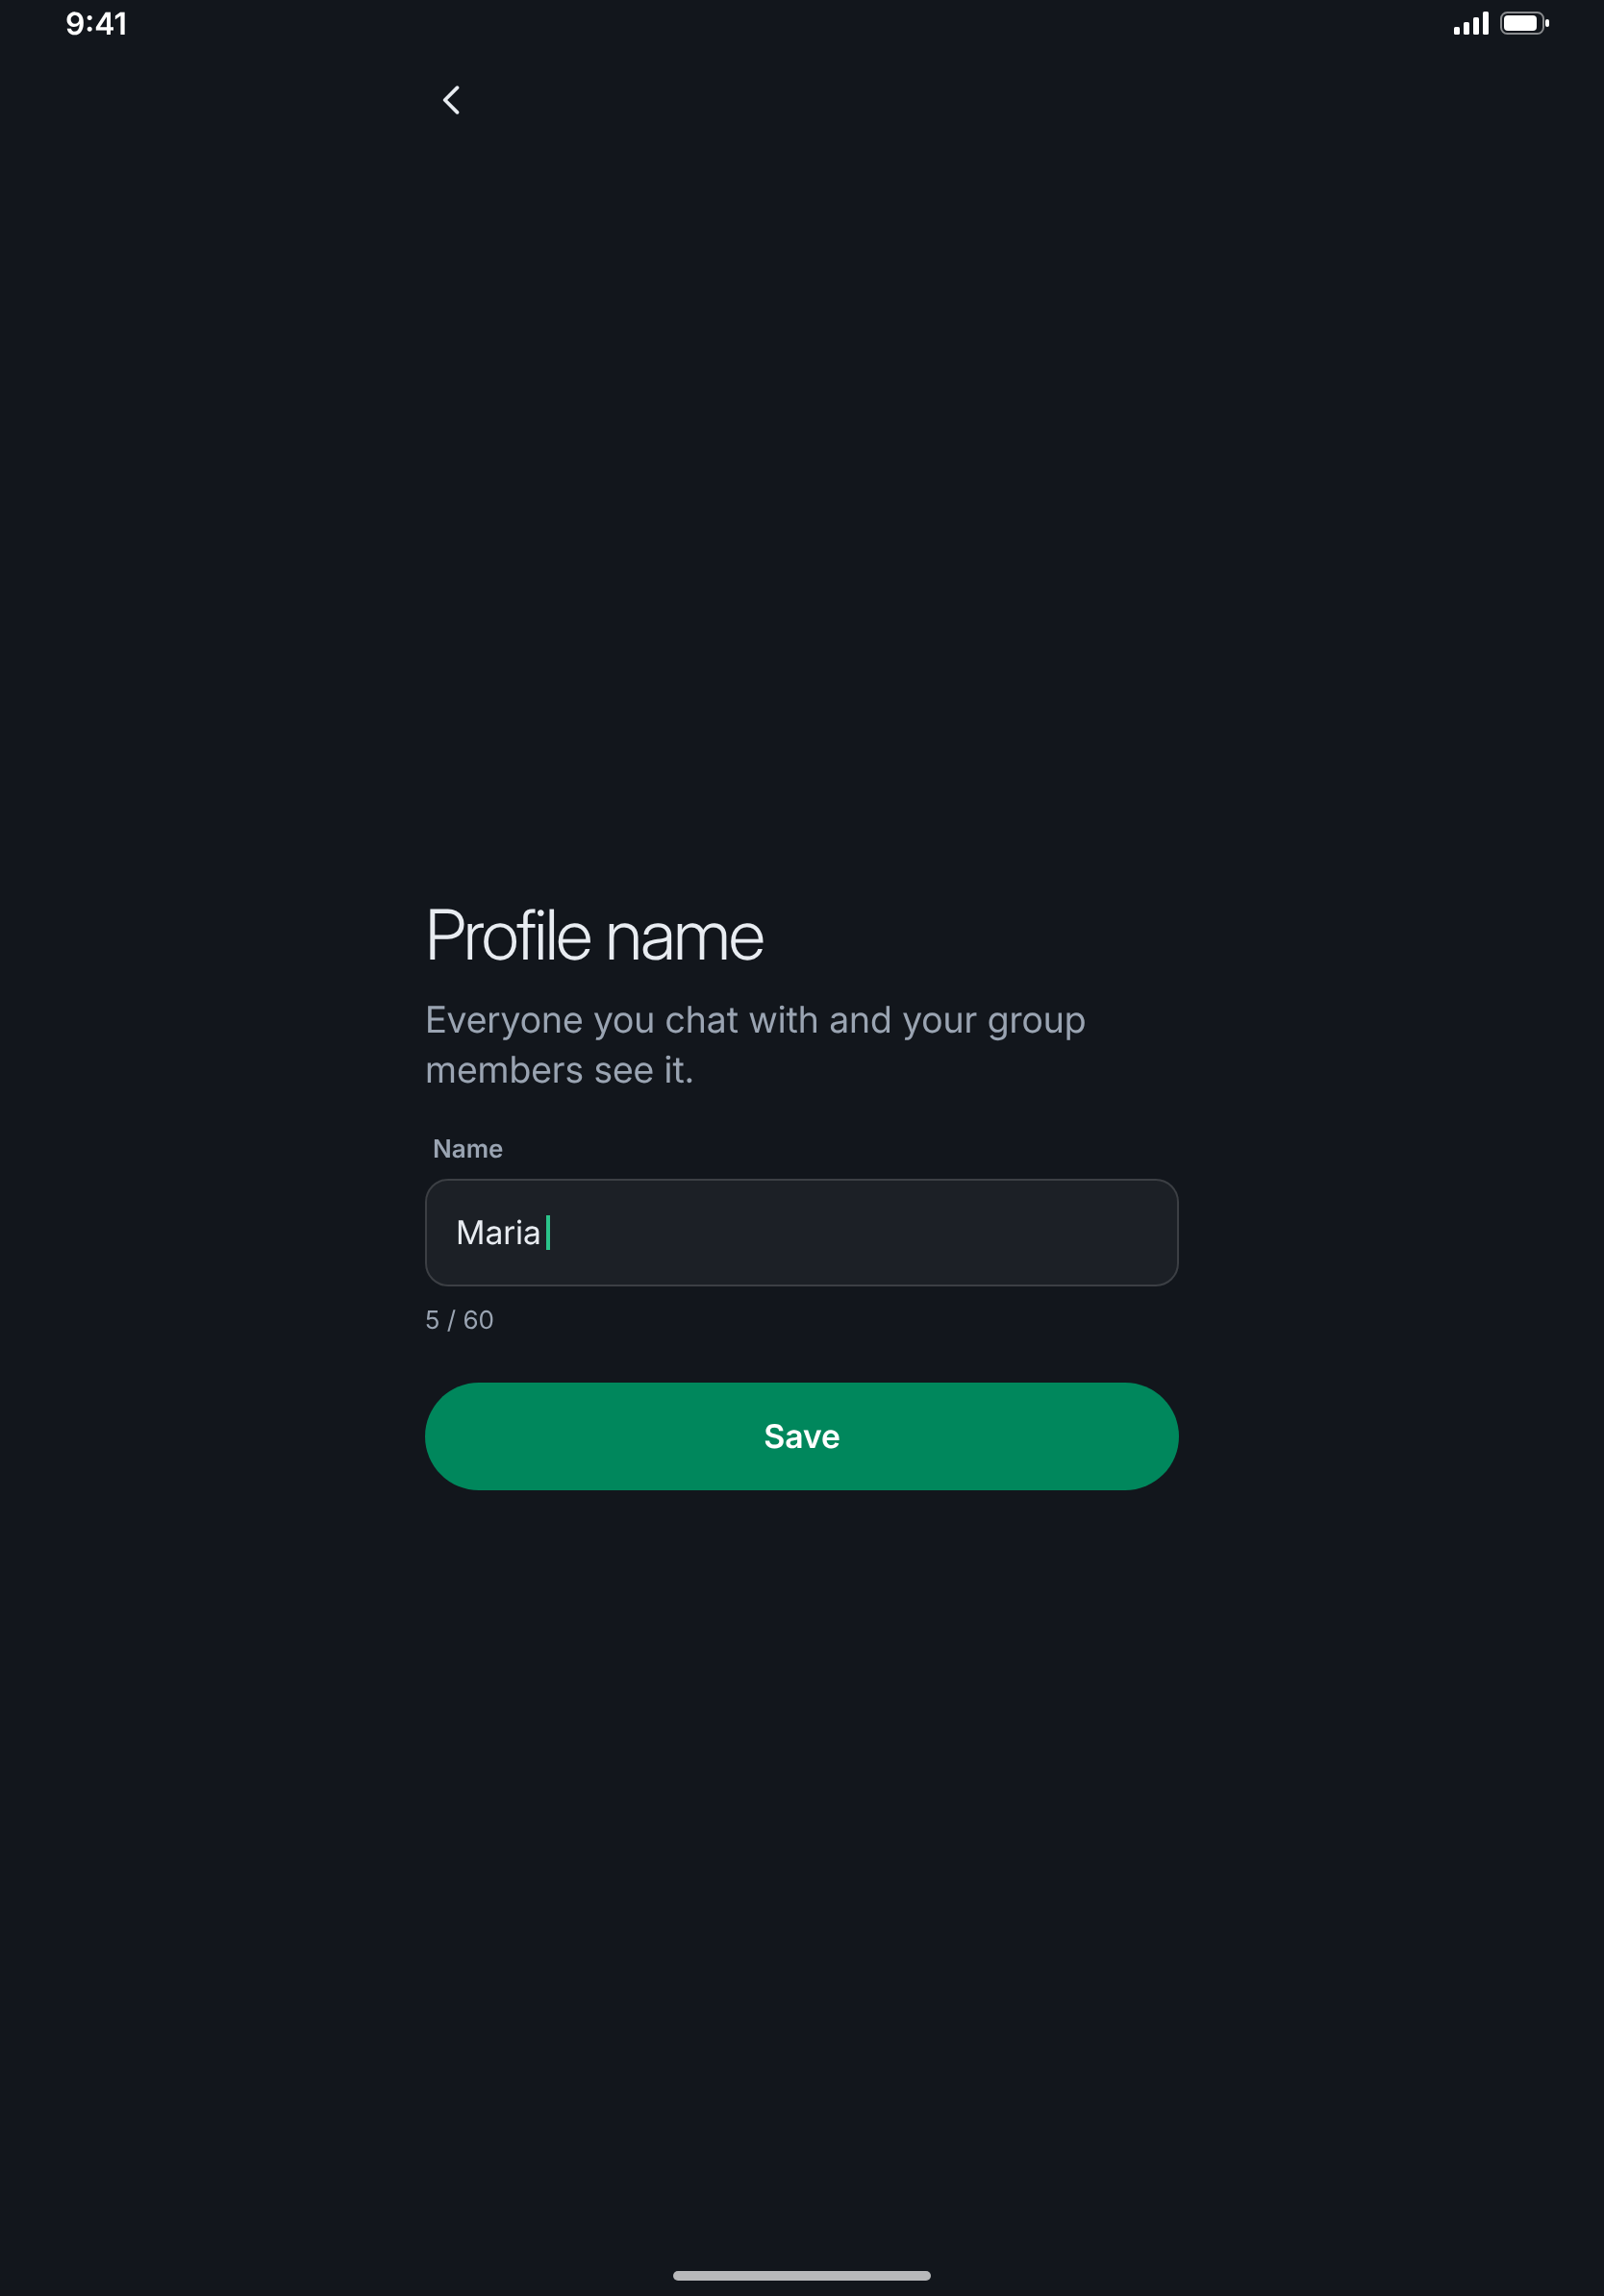 9:41
Profile name
Everyone you chat with and your group
members see it.
Name
Maria
5 / 60
Save